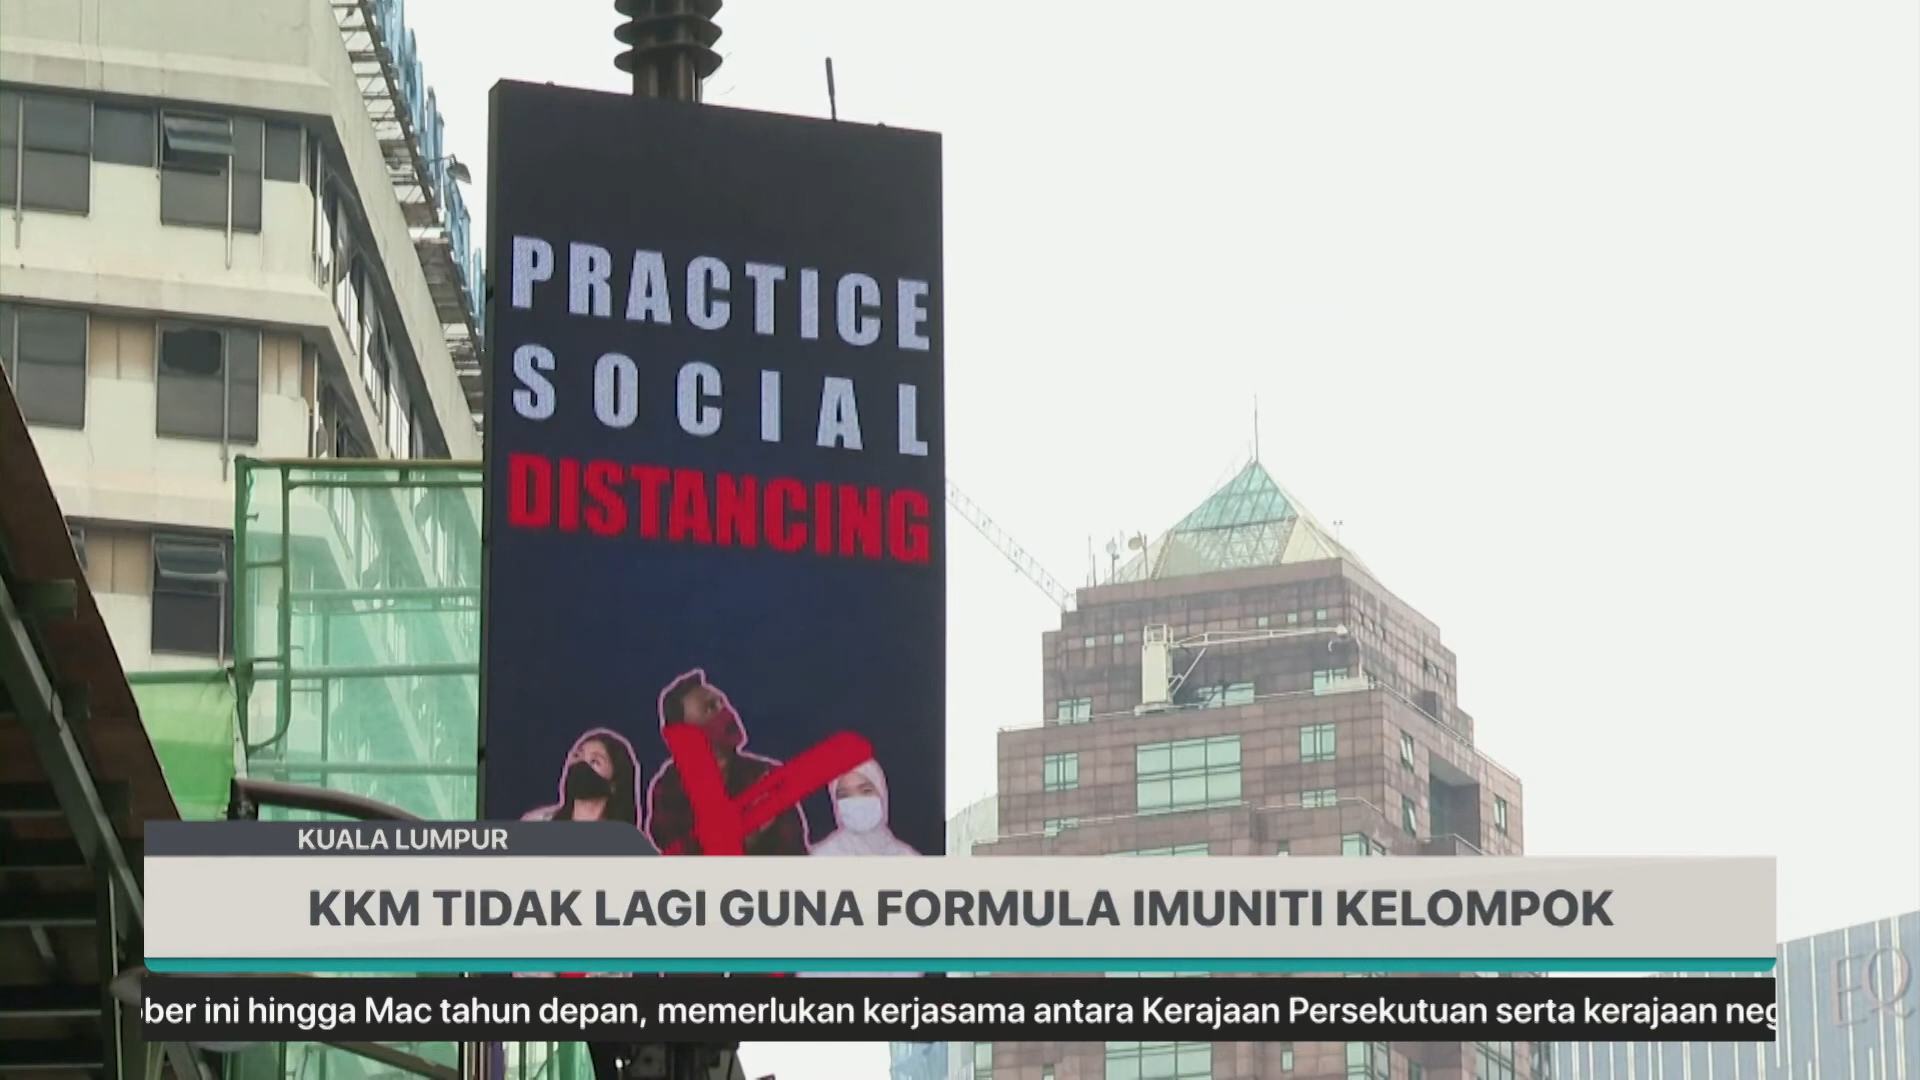 PRACTICE
SOCIAL
DISTANCING
KUALA LUMPUR
KKM TIDAK LAGI GUNA FORMULA IMUNITI KELOMPOK
ber ini hingga Mac tahun depan, memerlukan kerjasama antara Kerajaan Persekutuan serta kerajaan neg
EQ